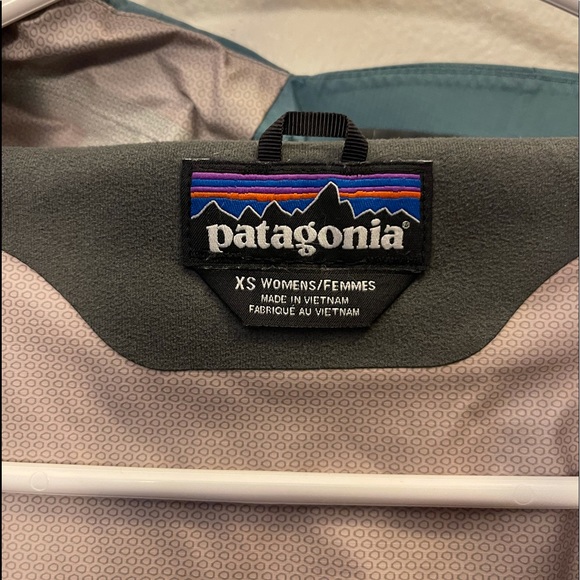 patagonia®
XS WOMENS/FEMMES
MADE IN VIETNAM
FABRIQUÉ AU VIETNAM